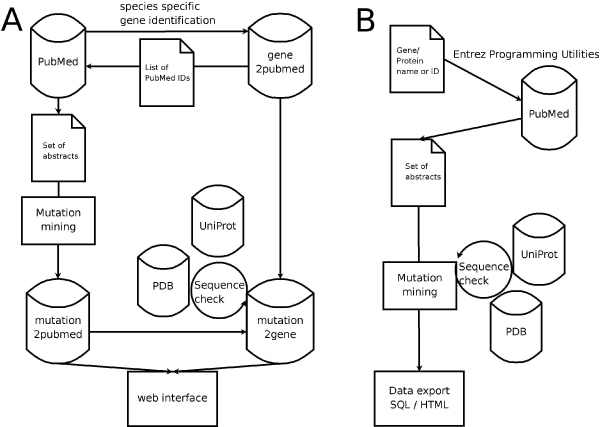 A
species specific
gene identification
PubMed
List of
PubMed IDs
gene
2pubmed
Set of
abstracts
Mutation
mining
UniProt
PDB
Sequence
check
mutation
2pubmed
mutation
2gene
web interface
B
Gene/
Protein
name or ID
Entrez Programming Utilities
PubMed
Set of
abstracts
Mutation
mining
Sequence
check
UniProt
PDB
Data export
SQL / HTML